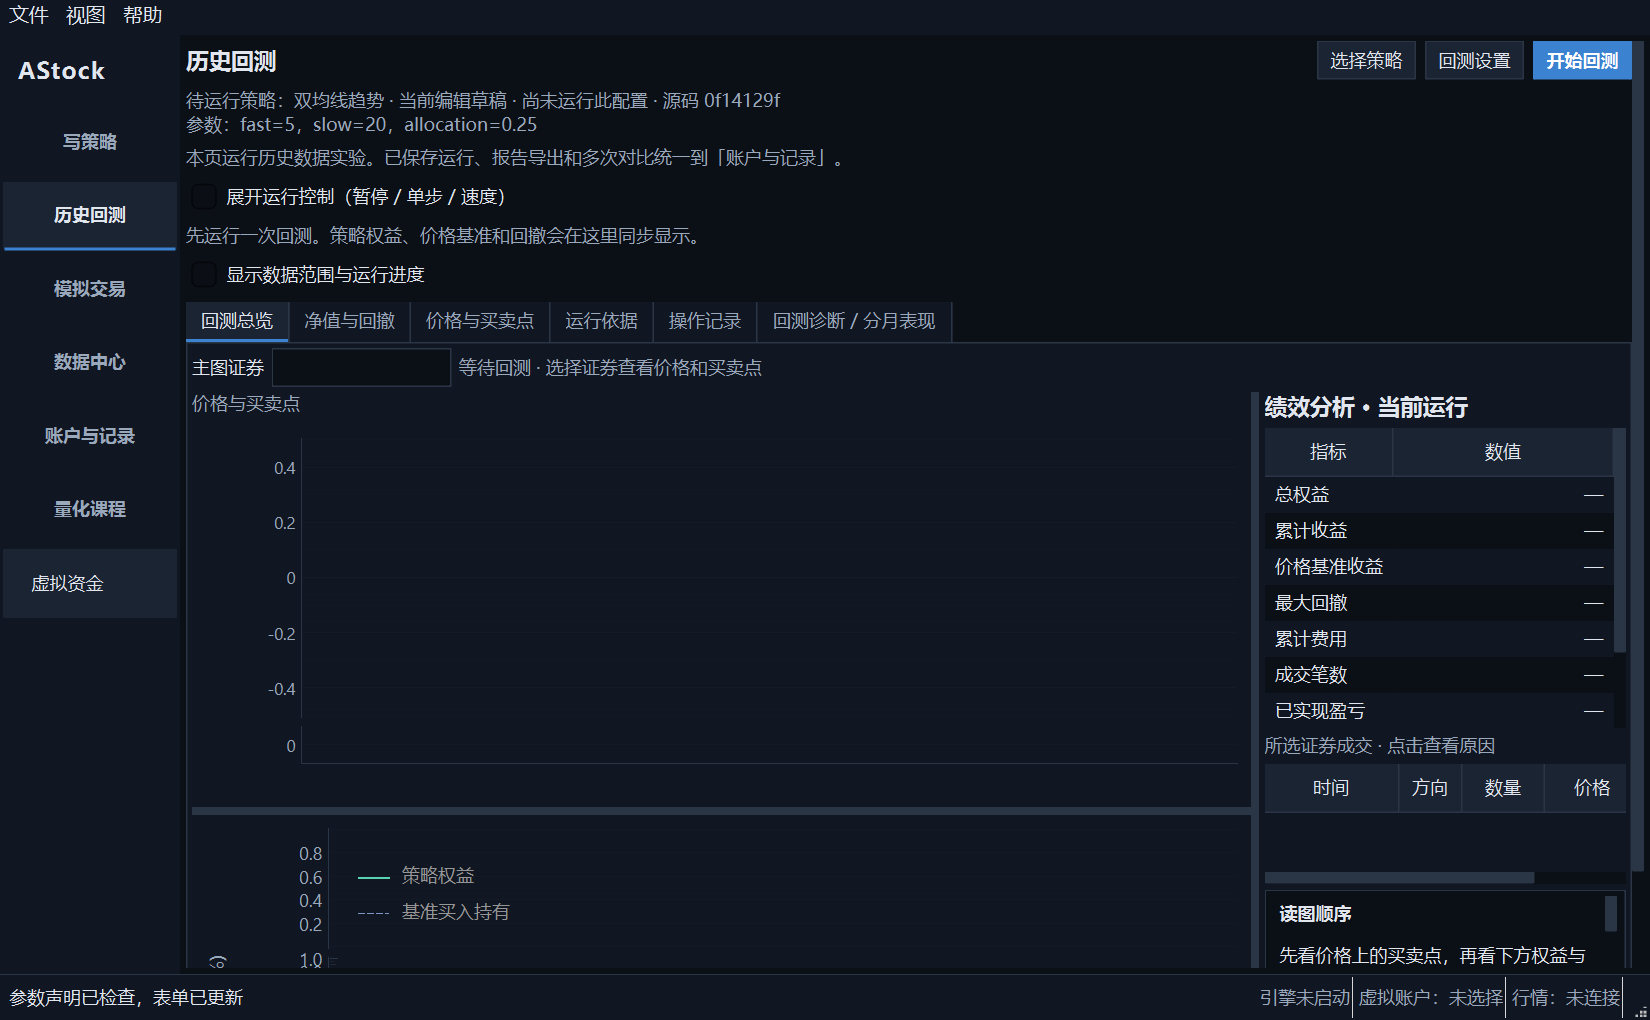 文件 视图 帮助
AStock
写策略
历史回测
模拟交易
数据中心
账户与记录
量化课程
虚拟资金
历史回测
选择策略 回测设置 开始回测
待运行策略：双均线趋势 · 当前编辑草稿 · 尚未运行此配置 · 源码 0f14129f
参数：fast=5，slow=20，allocation=0.25
本页运行历史数据实验。已保存运行、报告导出和多次对比统一到「账户与记录」。
展开运行控制（暂停 / 单步 / 速度）
先运行一次回测。策略权益、价格基准和回撤会在这里同步显示。
显示数据范围与运行进度
回测总览 净值与回撤 价格与买卖点 运行依据 操作记录 回测诊断 / 分月表现
主图证券 等待回测 · 选择证券查看价格和买卖点
价格与买卖点
0.4
0.2
0
-0.2
-0.4
0
0.8
0.6
0.4
0.2
1.0
策略权益
基准买入持有
绩效分析 • 当前运行
指标 数值
总权益 —
累计收益 —
价格基准收益 —
最大回撤 —
累计费用 —
成交笔数 —
已实现盈亏 —
所选证券成交 · 点击查看原因
时间 方向 数量 价格
读图顺序
先看价格上的买卖点，再看下方权益与
参数声明已检查，表单已更新
引擎未启动 虚拟账户：未选择 行情：未连接